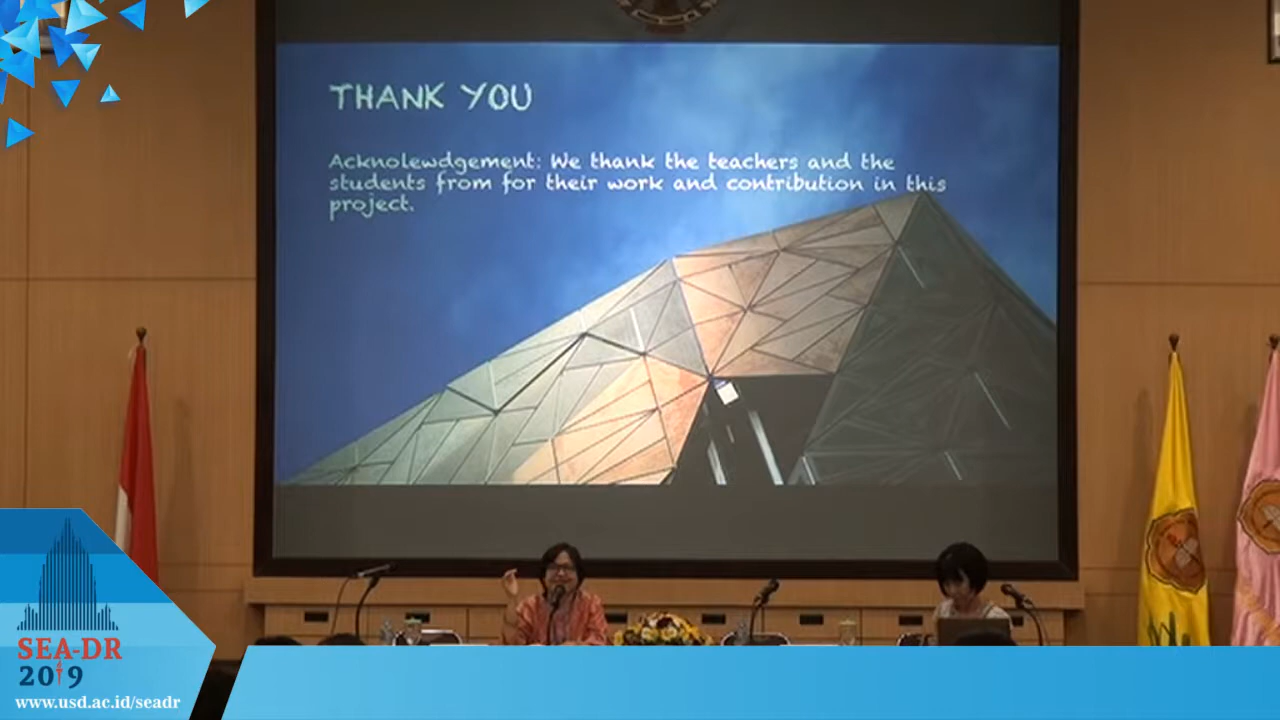 THANK YOU
Acknolewdgement: We thank the teachers and the
students from for their work and contribution in this
project.
SEA-DR
2019
www.usd.ac.id/seadr